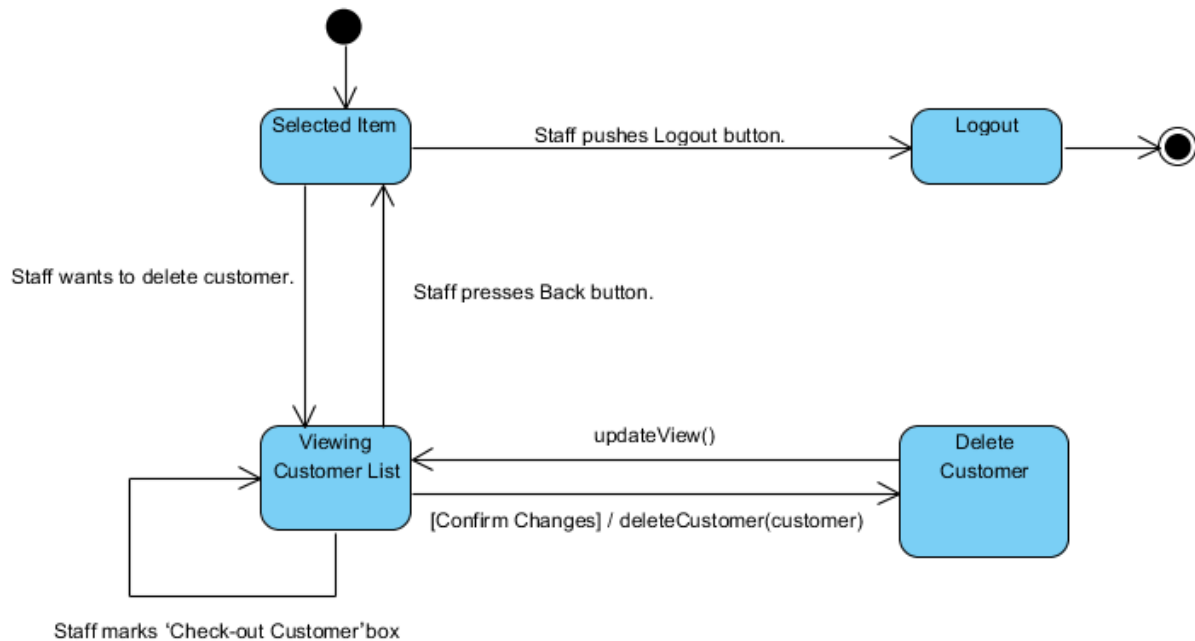 Selected Item
Staff pushes Logout button.
Logout
Staff wants to delete customer.
Staff presses Back button.
Viewing
Customer List
updateView()
Delete
Customer
[Confirm Changes] / deleteCustomer(customer)
Staff marks ‘Check-out Customer’box